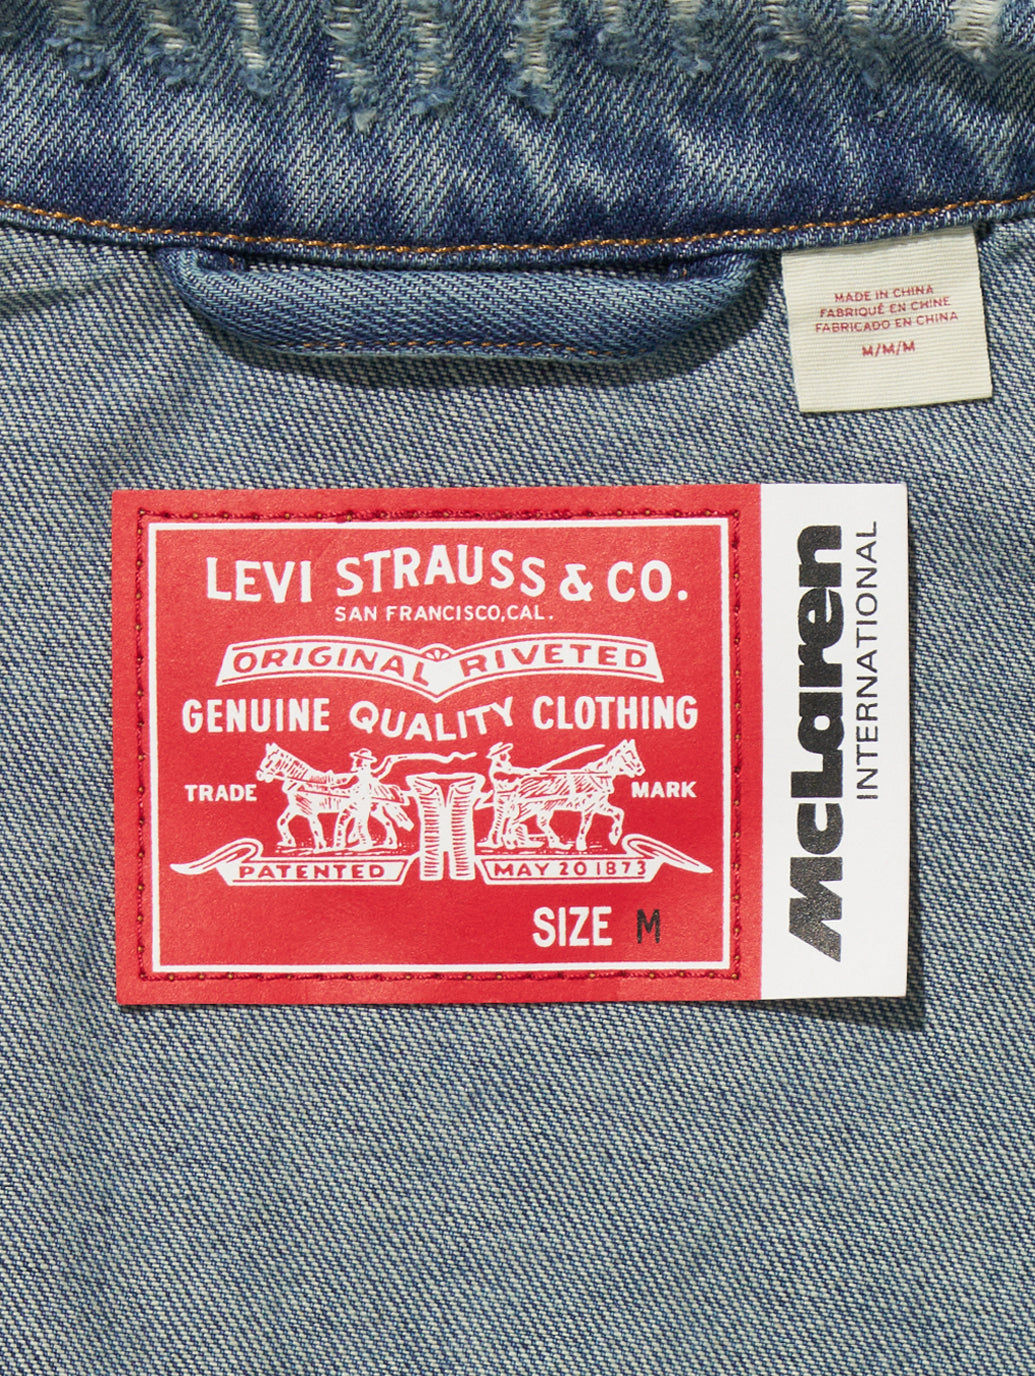 MADE IN CHINA
FABRIQUÉ EN CHINE
FABRICADO EN CHINA
M/M/M
LEVI STRAUSS & CO.
SAN FRANCISCO, CAL.
ORIGINAL RIVETED
GENUINE QUALITY CLOTHING
TRADE MARK
PATENTED MAY 20 1873
SIZE M
McLaren
INTERNATIONAL